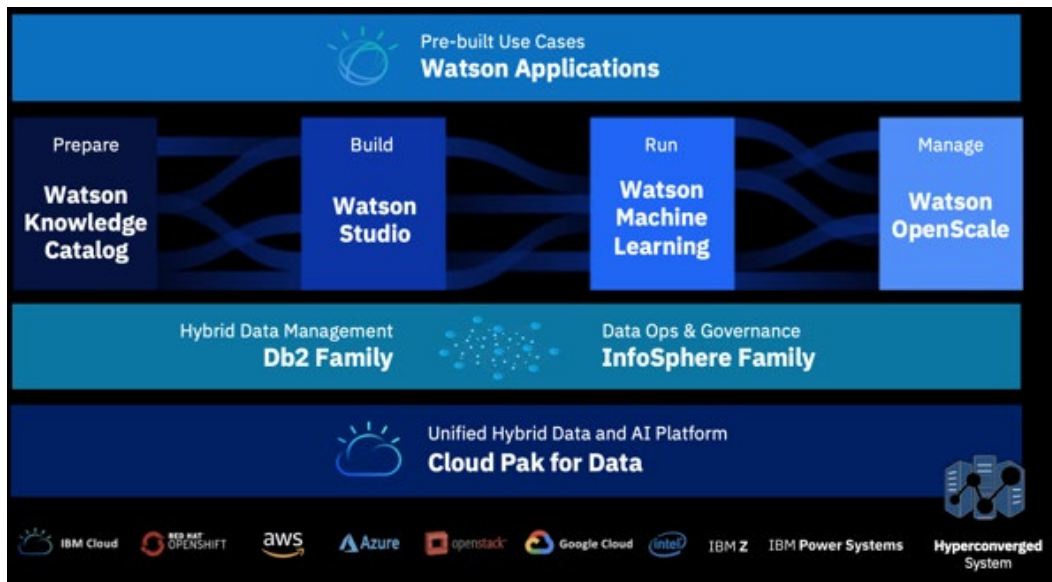 Pre-built Use Cases
Watson Applications
Prepare
Watson
Knowledge
Catalog
Build
Watson
Studio
Run
Watson
Machine
Learning
Manage
Watson
OpenScale
Hybrid Data Management
Db2 Family
Data Ops & Governance
InfoSphere Family
Unified Hybrid Data and AI Platform
Cloud Pak for Data
IBM Cloud
RED HAT
OPENSHIFT
aws
Azure
openstack
Google Cloud
intel
IBM Z
IBM Power Systems
Hyperconverged
System